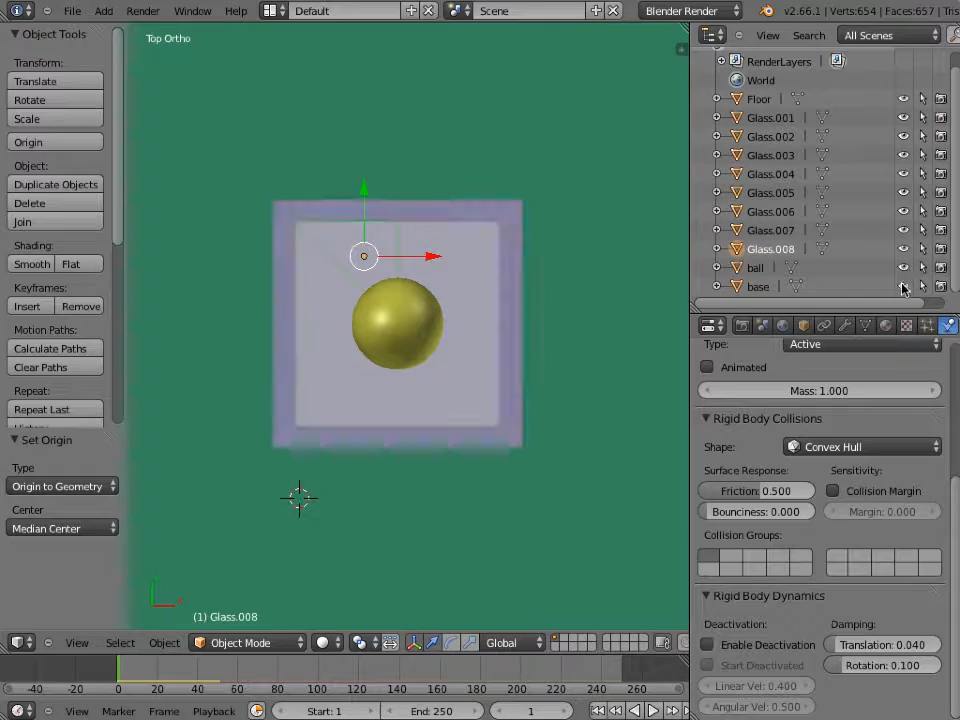 File Add Render Window Help Default Scene Blender Render v2.66.1 | Verts:654 | Faces:657 | Tris
Object Tools
Transform:
Translate
Rotate
Scale
Origin
Object:
Duplicate Objects
Delete
Join
Shading:
Smooth Flat
Keyframes:
Insert Remove
Motion Paths:
Calculate Paths
Clear Paths
Repeat:
Repeat Last
Set Origin
Type
Origin to Geometry
Center
Median Center
Top Ortho
(1) Glass.008
View Search All Scenes
RenderLayers
World
Floor
Glass.001
Glass.002
Glass.003
Glass.004
Glass.005
Glass.006
Glass.007
Glass.008
ball
base
Type: Active
Animated
Mass: 1.000
Rigid Body Collisions
Shape: Convex Hull
Surface Response: Sensitivity:
Friction: 0.500 Collision Margin
Bounciness: 0.000 Margin: 0.000
Collision Groups:
Rigid Body Dynamics
Deactivation: Damping:
Enable Deactivation Translation: 0.040
Start Deactivated Rotation: 0.100
Linear Vel: 0.400
Angular Vel: 0.500
View Select Object Object Mode Global
-40 -20 0 20 40 60 80 100 120 140 160 180 200 220 240 260
View Marker Frame Playback Start: 1 End: 250 1